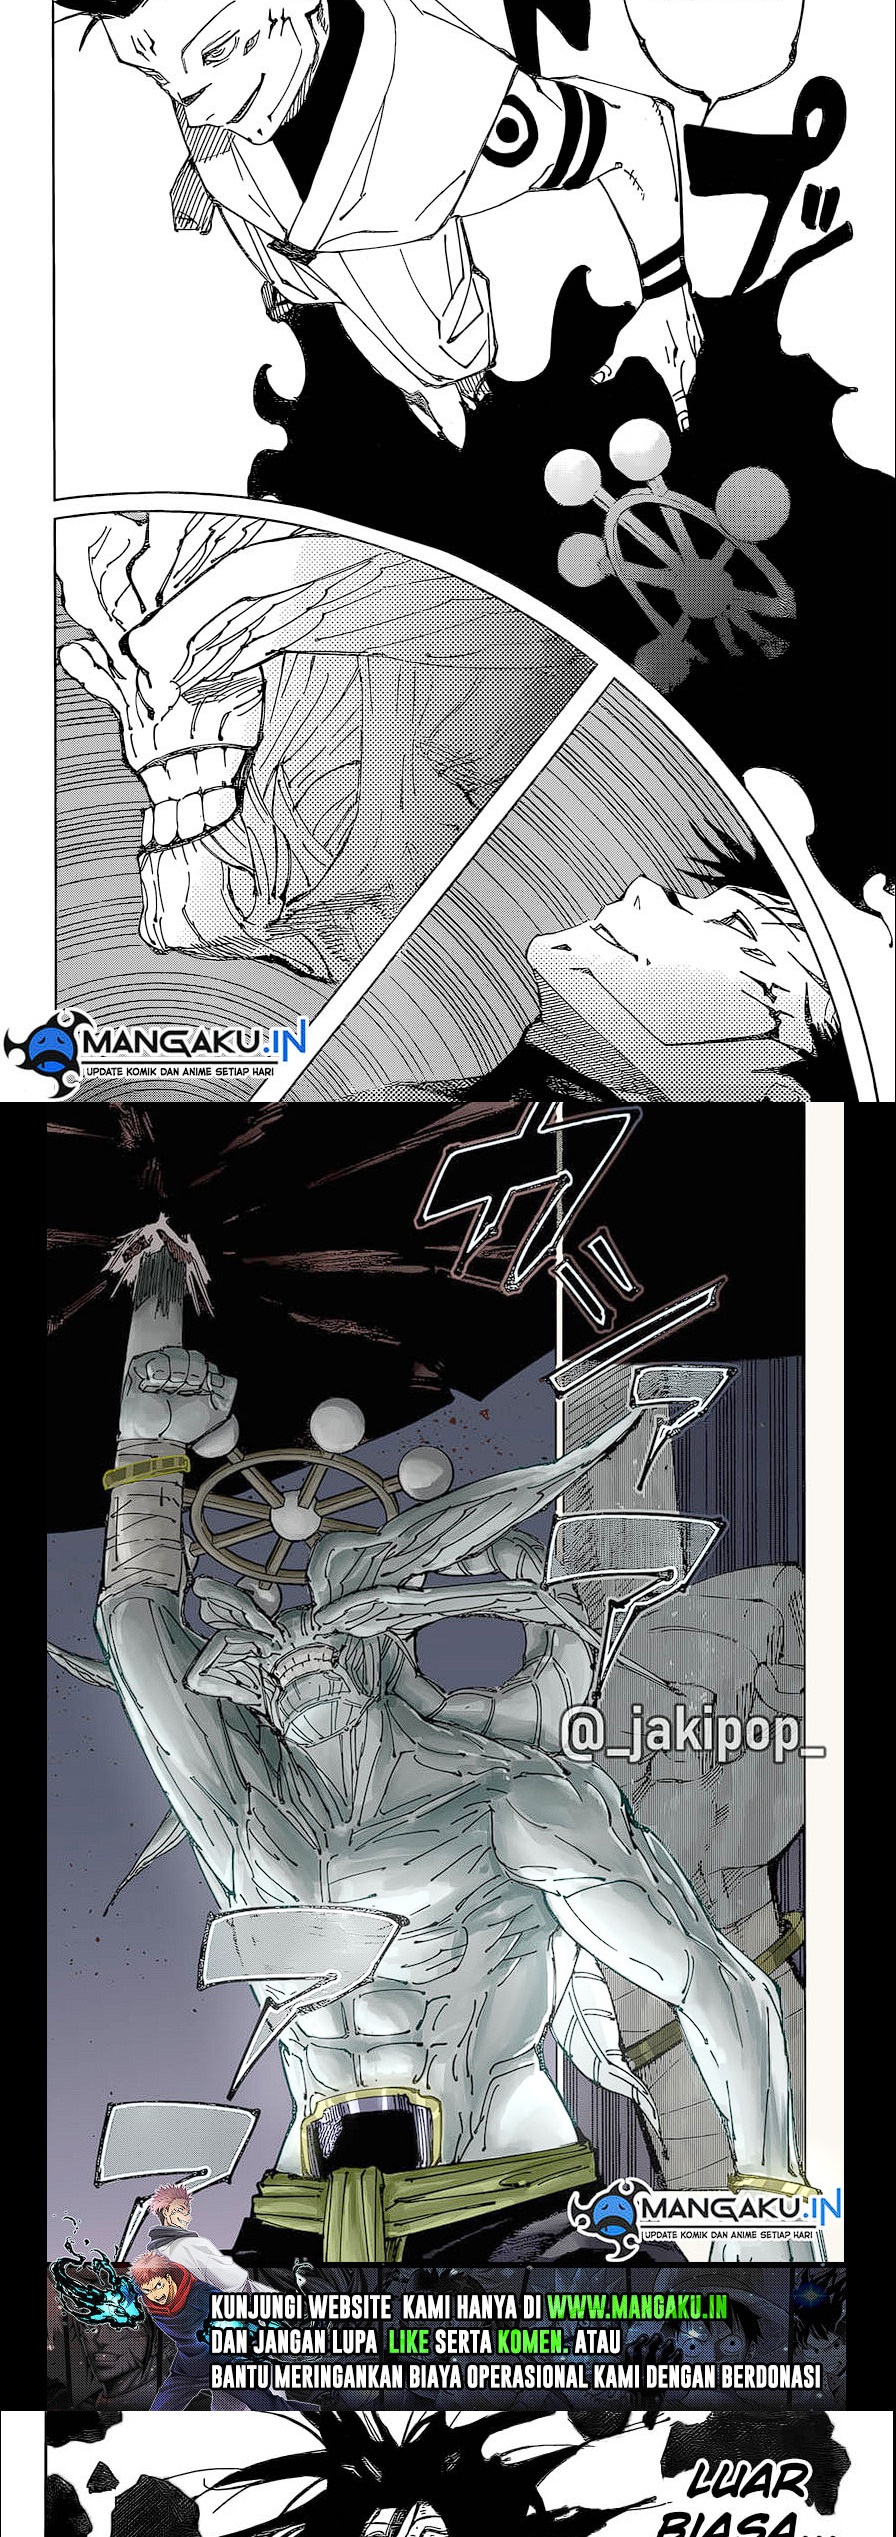 プッ
MANGAKU.IN
UPDATE KOMIK DAN ANIME SETIAP HARI
@_jakipop_
MANGAKU.IN
UPDATE KOMIK DAN ANIME SETIAP HARI !
KUNJUNGI WEBSITE KAMI HANYA DI WWW.MANGAKU.IN
DAN JANGAN LUPA LIKE SERTA KOMEN. ATAU
BANTU MERINGANKAN BIAYA OPERASIONAL KAMI DENGAN BERDONASI
LUAR
BIASA...